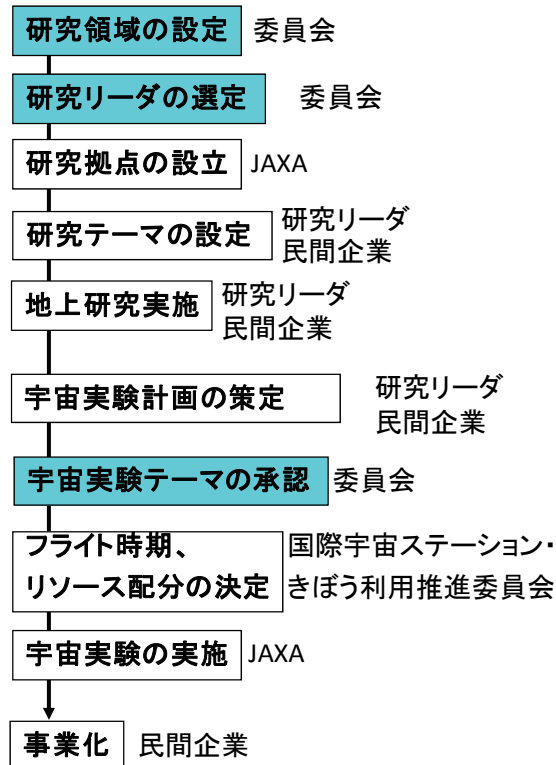 研究領域の設定 委員会
研究リーダの選定 委員会
研究拠点の設立 JAXA
研究テーマの設定 研究リーダ
民間企業
地上研究実施 研究リーダ
民間企業
宇宙実験計画の策定 研究リーダ
民間企業
宇宙実験テーマの承認 委員会
フライト時期、 国際宇宙ステーション・
リソース配分の決定 きぼう利用推進委員会
宇宙実験の実施 JAXA
事業化 民間企業